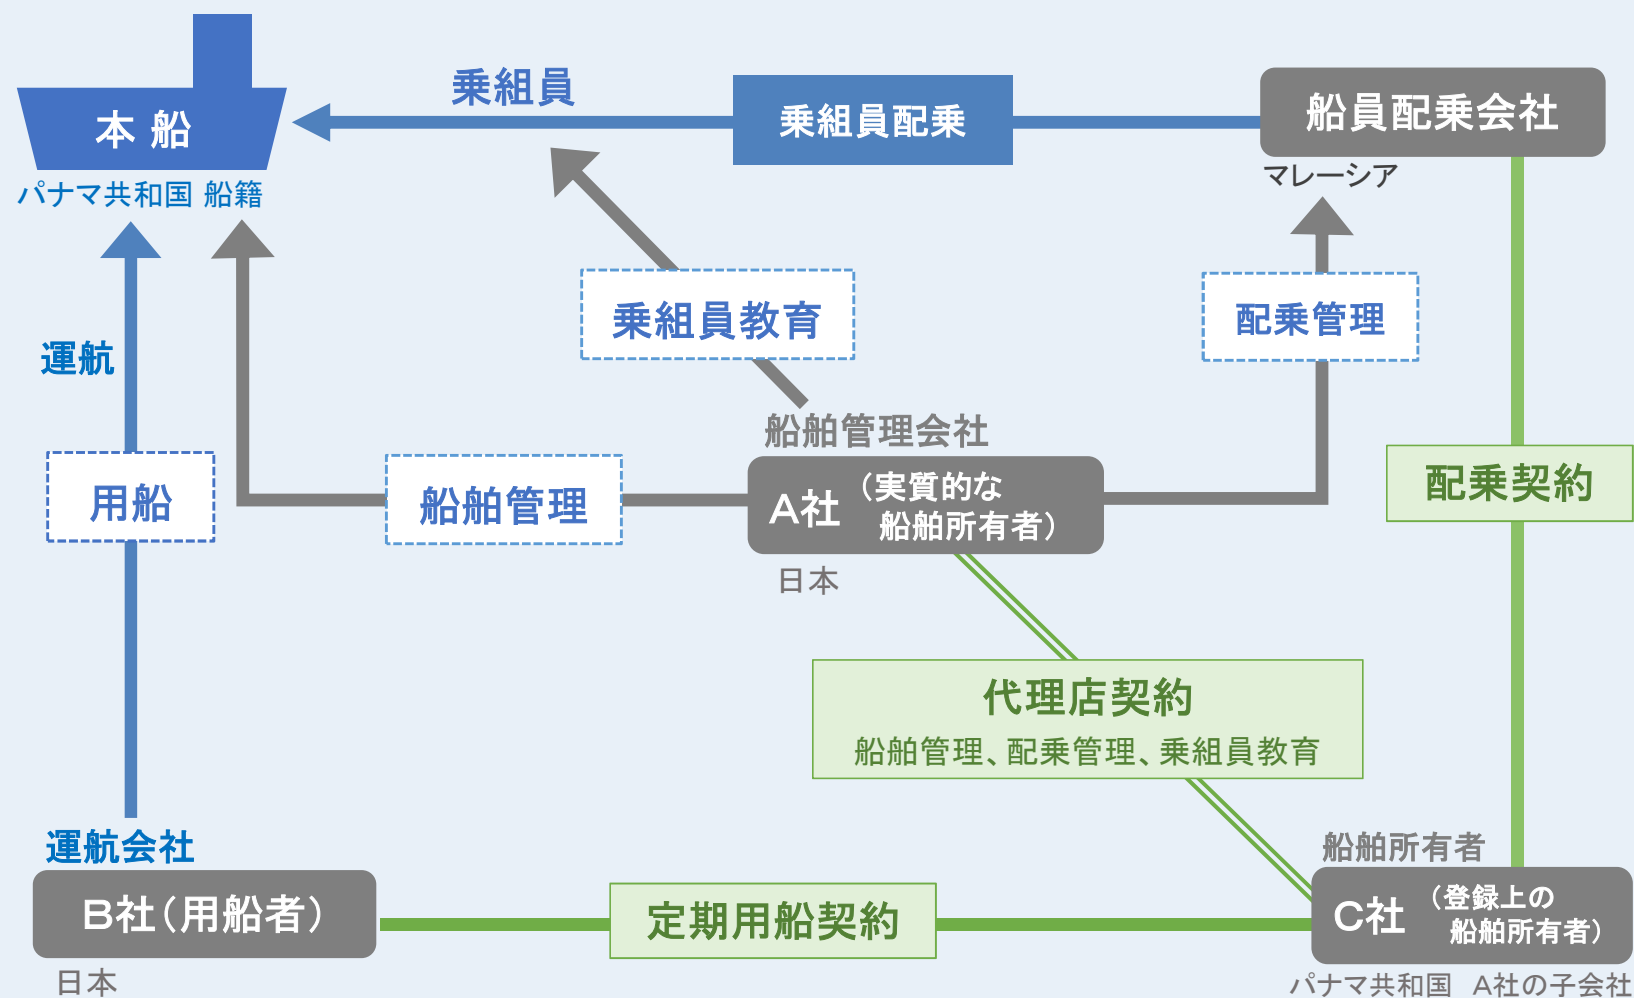 乗組員
乗組員配乗
船員配乗会社
本 船
マレーシア
パナマ共和国 船籍
乗組員教育
配乗管理
運航
船舶管理会社
A社
(実質的な
船舶所有者)
日本
用船
船舶管理
配乗契約
代理店契約
船舶管理、配乗管理、乗組員教育
運航会社
B社(用船者)
日本
定期用船契約
船舶所有者
C社
(登録上の
船舶所有者)
パナマ共和国 A社の子会社